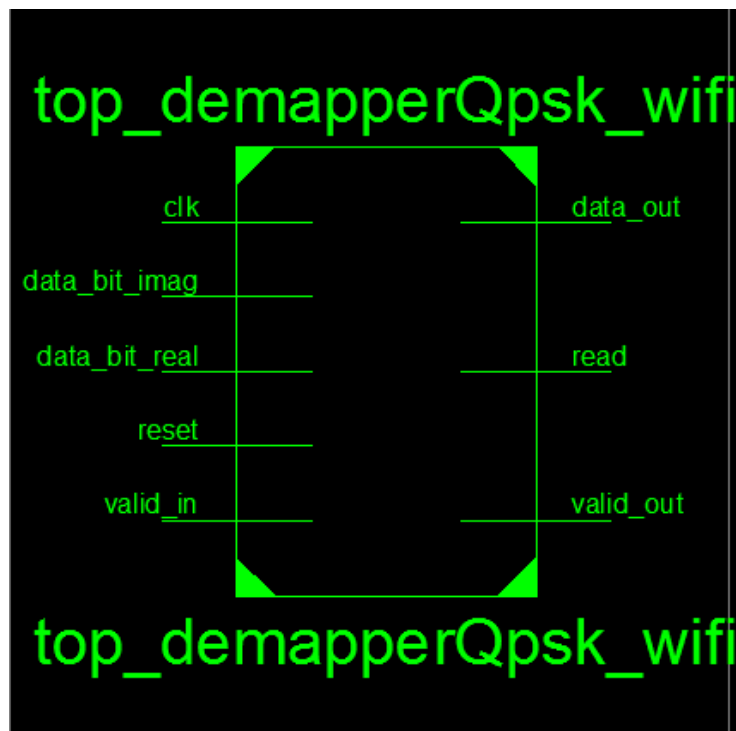 top_demapperQpsk_wifi
clk
data_out
data_bit_imag
data_bit_real
read
reset
valid_in
valid_out
top_demapperQpsk_wifi